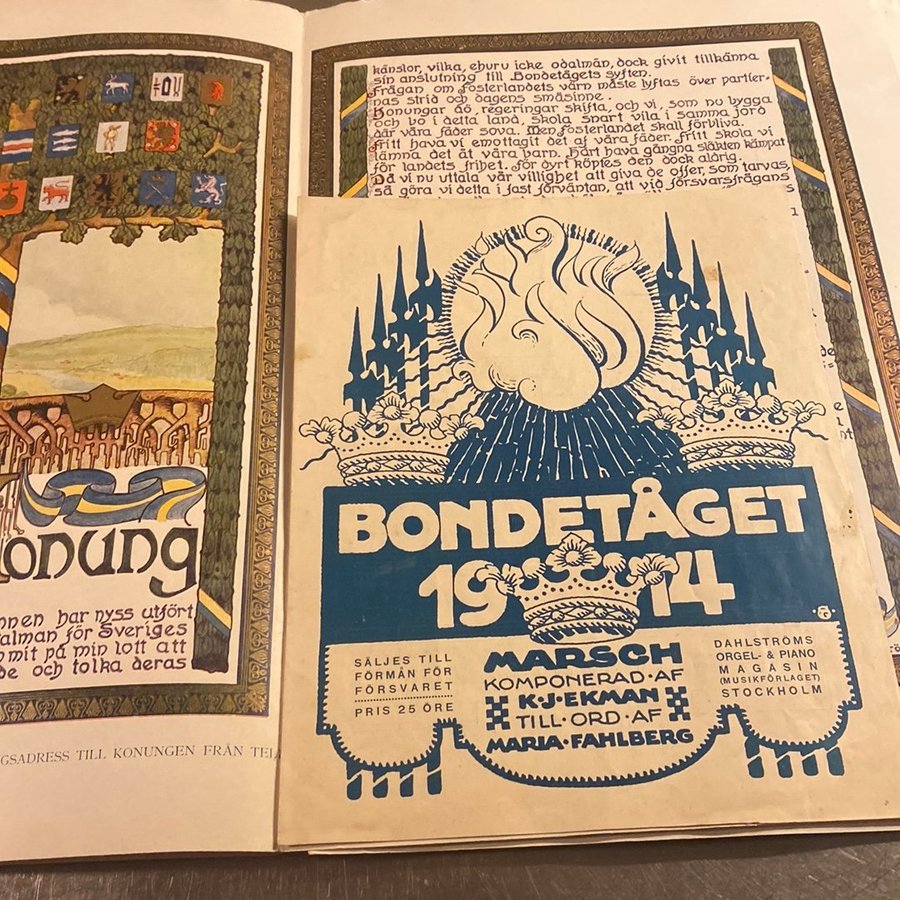 Konung
nnen har nyss utfört
alman för Sveriges
mit på min lott att
de och tolka deras
GSADRESS TILL KONUNGEN FRÅN TEL
känslor, vilka, ehuru icke odalmän, dock givit tillkänna
sin anslutning till Bondetågets syften.
Frågan om fosterlandets värn måste lyftas över partier-
nas strid och dagens småsinne.
Konungar dö, regeringar skifta, och vi, som nu bygga
och bo i detta land, skola snart vila i samma jord
där våra fäder sova. Men fosterlandet skall förbliva.
Fritt hava vi emottagit det af våra fäder. Fritt skola vi
lämna det åt våra barn. Hårt hava gångna släkten kämpat
för landets frihet. För dyrt köptes den dock aldrig.
Då vi nu uttala vår villighet att giva de offer, som tarvas,
så göra vi detta i fast förväntan, att vid försvarsfrågans
BONDETÅGET
1914
SÄLJES TILL
FÖRMÅN FÖR
FÖRSVARET
PRIS 25 ÖRE
MARSCH
KOMPONERAD·AF
K·J·EKMAN
TILL·ORD·AF
MARIA·FAHLBERG
DAHLSTRÖMS
ORGEL- & PIANO
MAGASIN
(MUSIKFÖRLAGET)
STOCKHOLM